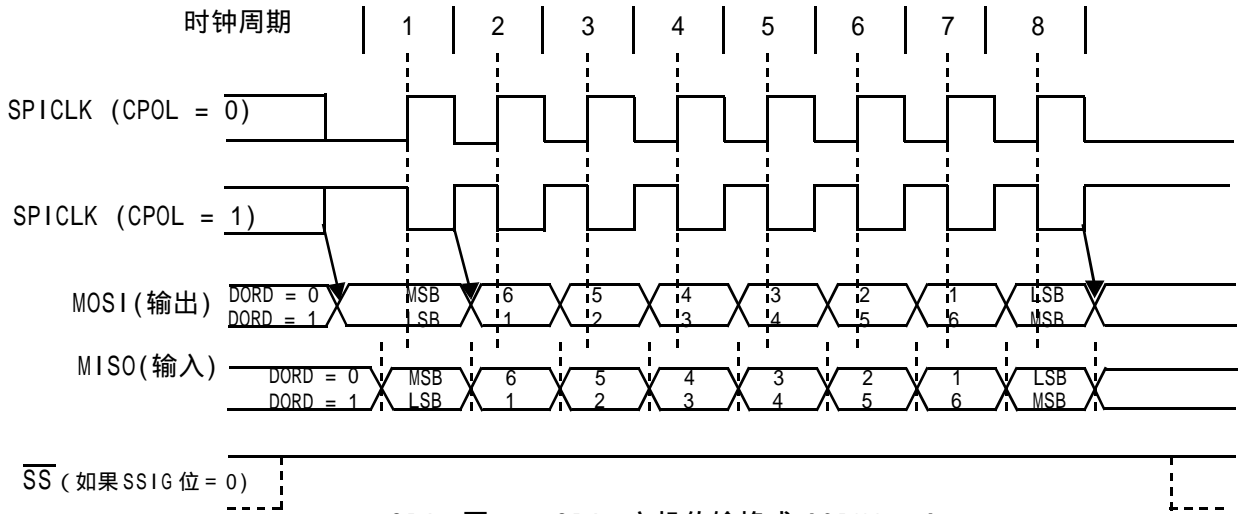 时钟周期 1 2 3 4 5 6 7 8
SPICLK (CPOL = 0)
SPICLK (CPOL = 1)
MOSI(输出) DORD = 0 MSB 6 5 4 3 2 1 LSB
DORD = 1 LSB 1 2 3 4 5 6 MSB
MISO(输入) DORD = 0 MSB 6 5 4 3 2 1 LSB
DORD = 1 LSB 1 2 3 4 5 6 MSB
SS (如果SSIG位=0)